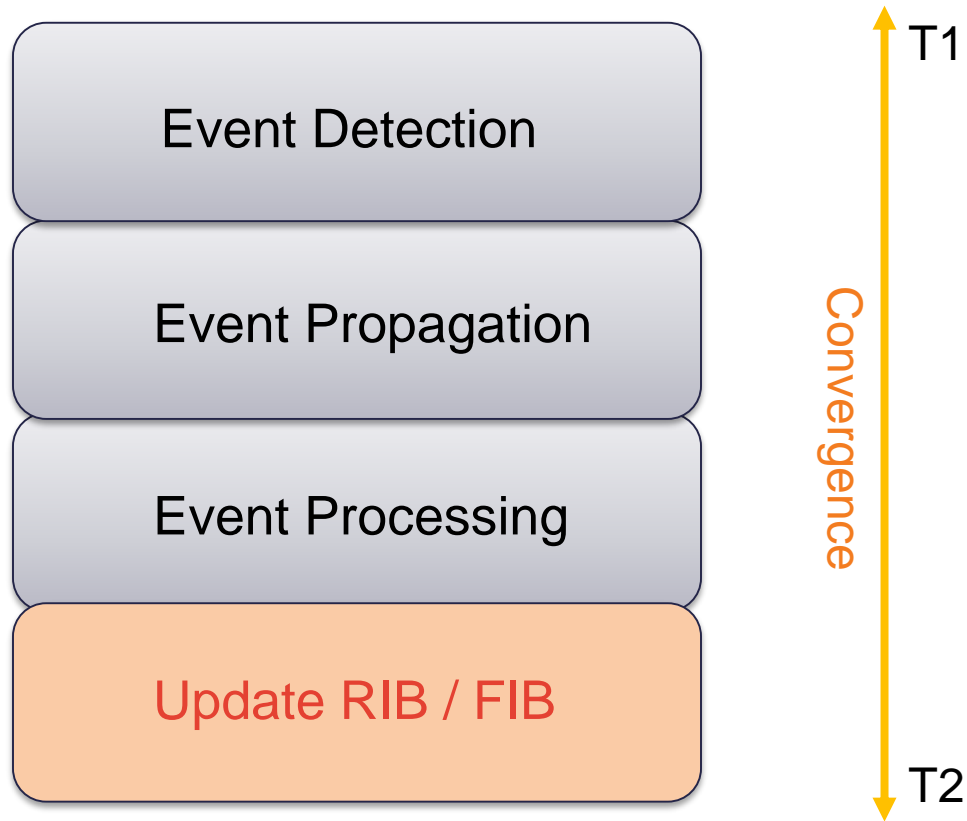 T1
Event Detection
Event Propagation
Convergence
Event Processing
Update RIB / FIB
T2